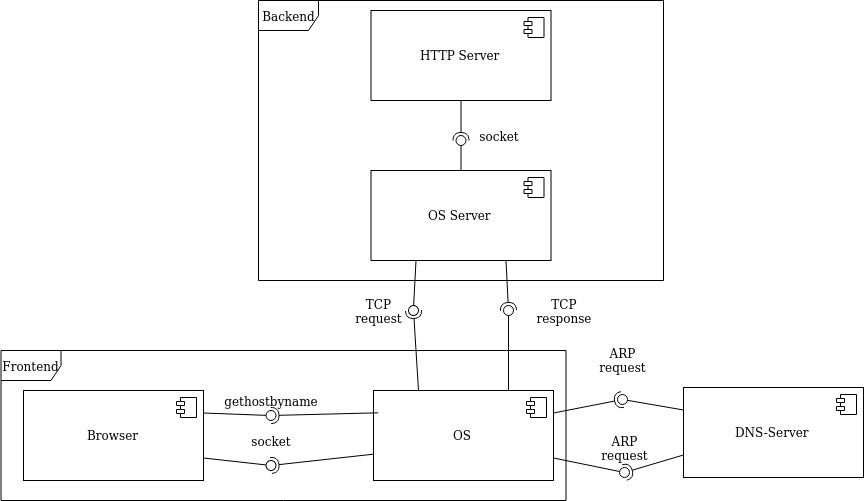 Backend
HTTP Server
socket
OS Server
TCP
request
TCP
response
Frontend
ARP
request
gethostbyname
Browser
socket
OS
DNS-Server
ARP
request